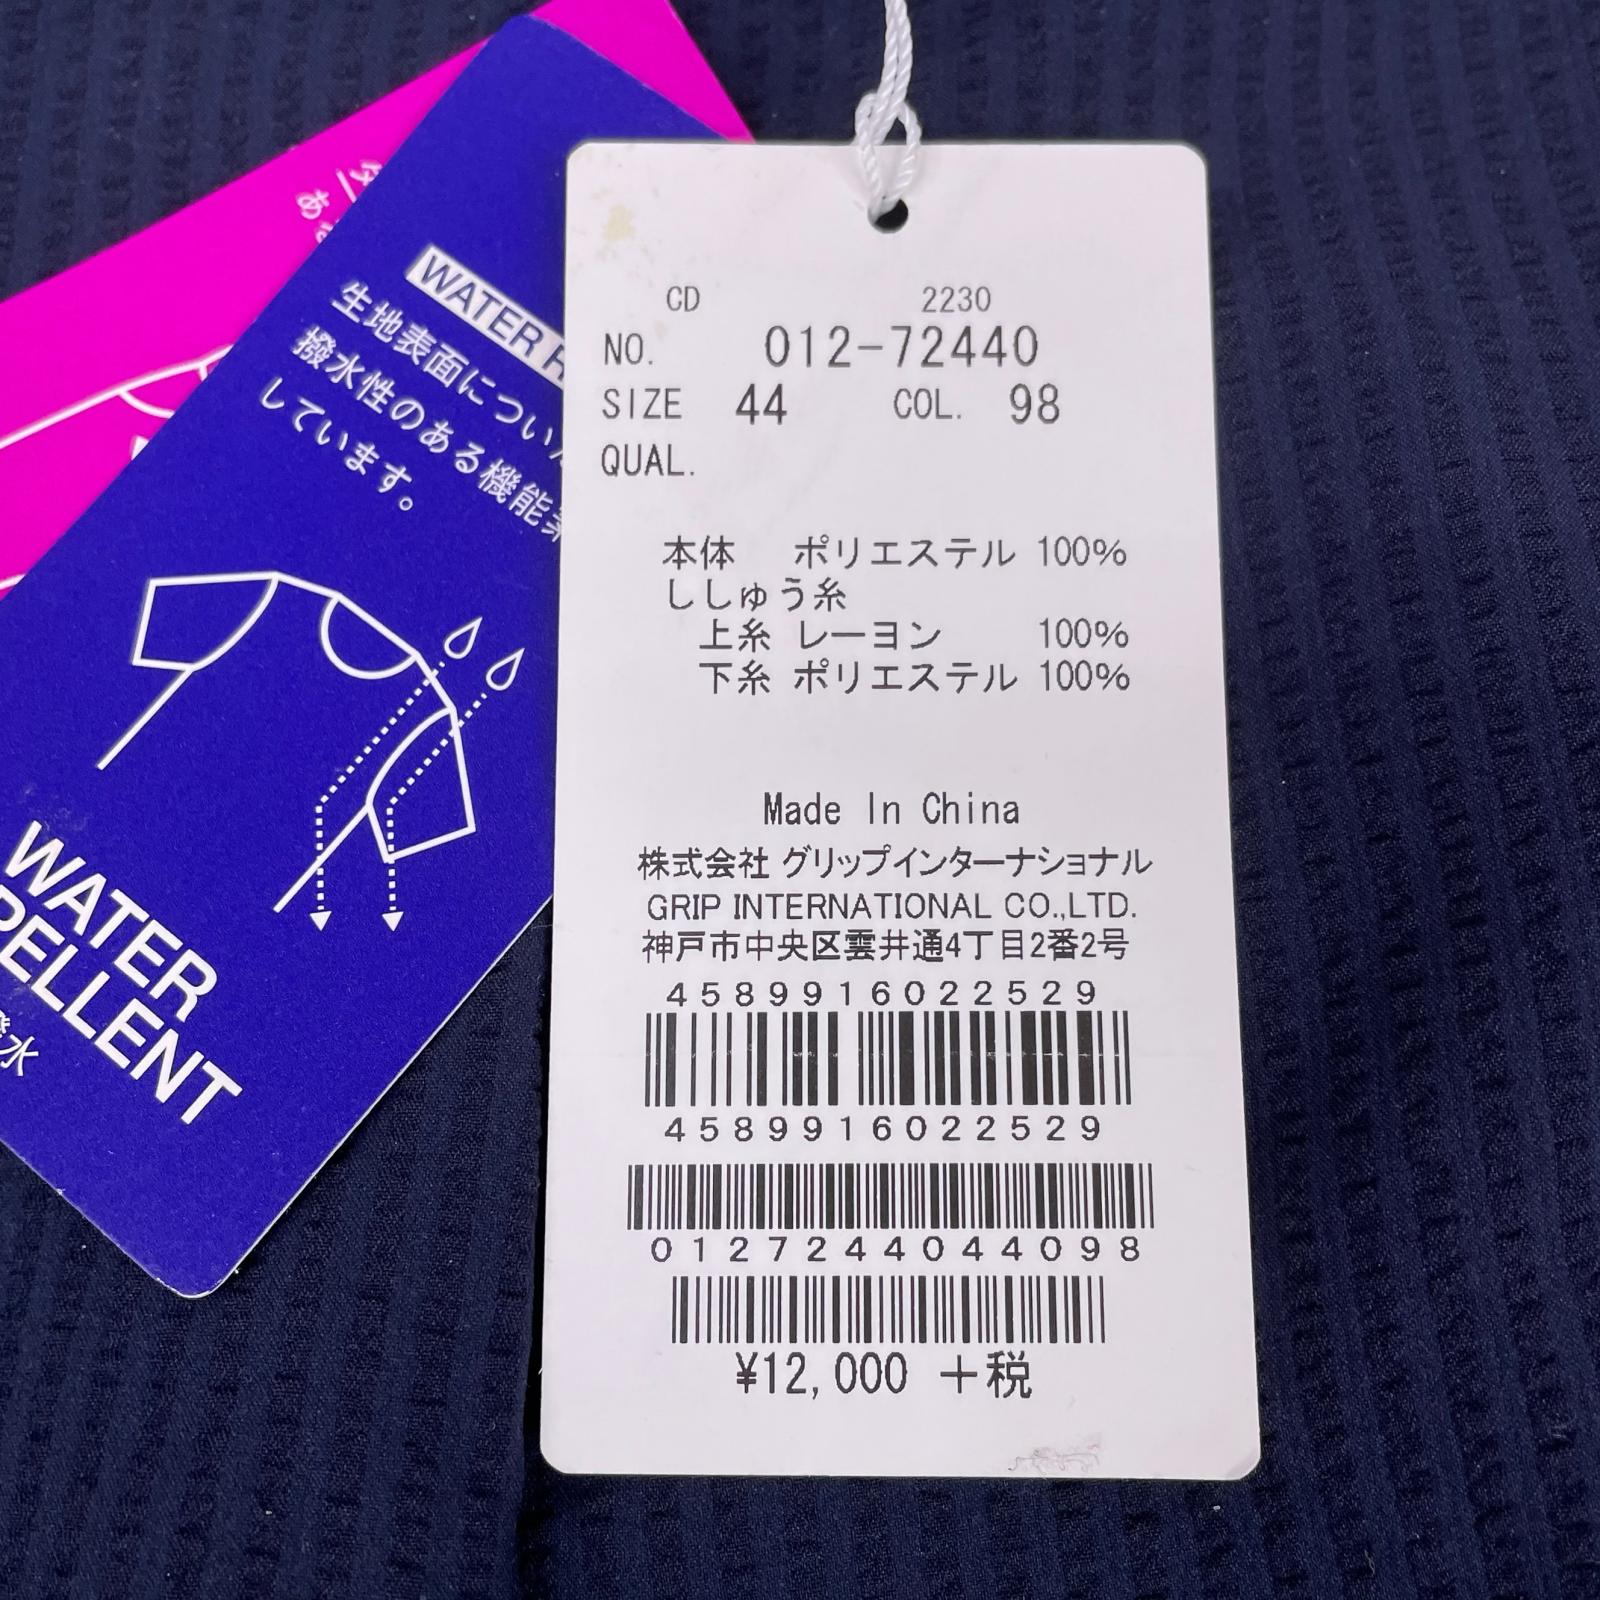 CD 2230
NO. 012-72440
SIZE 44 COL. 98
QUAL.
本体 ポリエステル 100%
ししゅう糸
上糸 レーヨン 100%
下糸 ポリエステル 100%
Made In China
株式会社 グリップインターナショナル
GRIP INTERNATIONAL CO.,LTD.
神戸市中央区雲井通4丁目2番2号
4589916022529
4589916022529
0127244044098
¥12,000 +税
WATER
生地表面につい
撥水性のある機能
しています。
WATER
PELLENT
水
あ